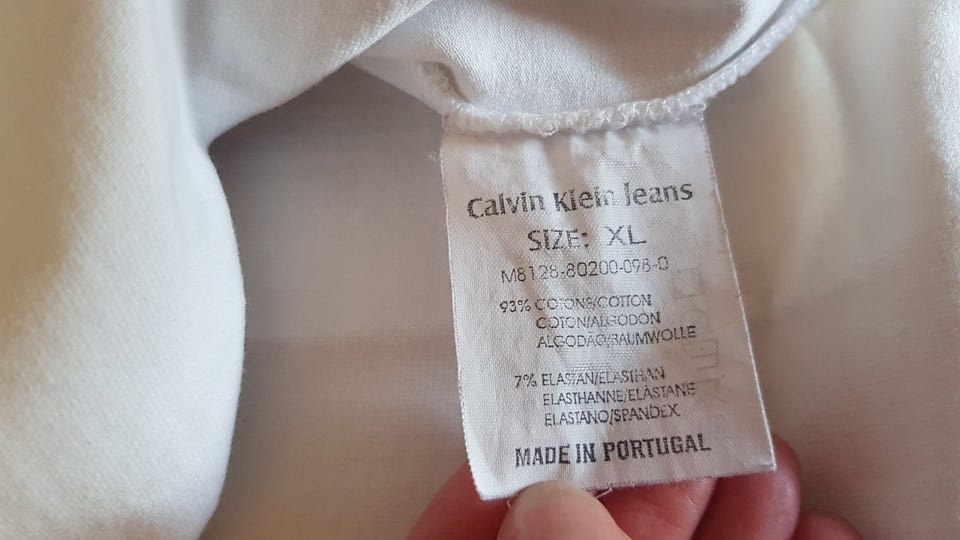 Calvin Klein Jeans
SIZE: XL
M8128-80200-098-0
93% COTONE/COTTON
COTON/ALGODON
ALGODAO/BAUMWOLLE
7% ELASTAN/ELASTHAN
ELASTHANNE/ELASTANE
ELASTANO/SPANDEX
MADE IN PORTUGAL